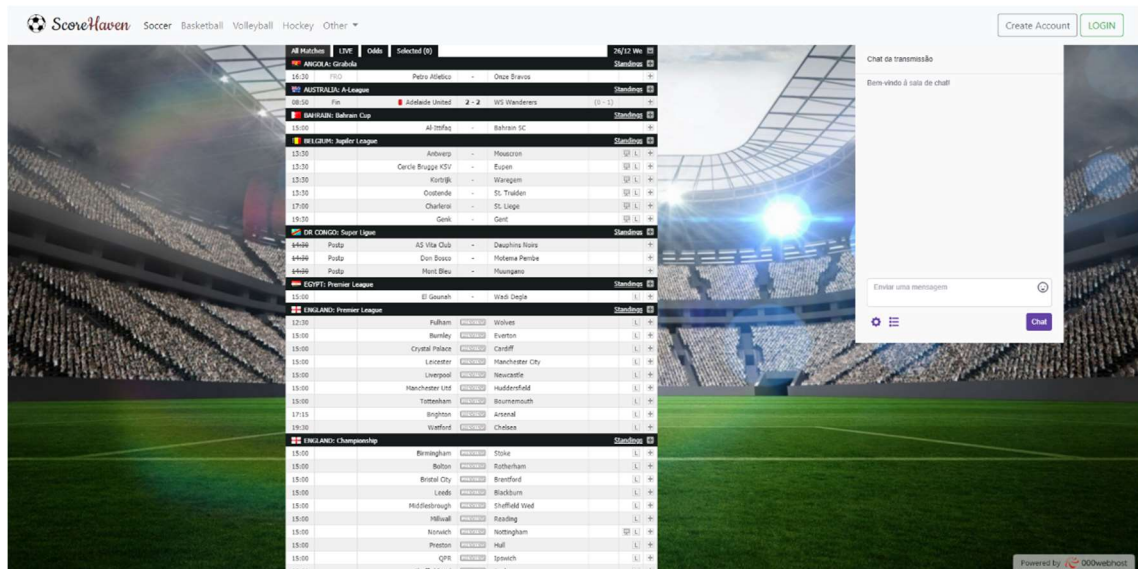 ScoreHaven Soccer Basketball Volleyball Hockey Other Create Account LOGIN
All Matches LIVE Odds Selected (0) 26/12 We
ANGOLA: Girabola Standings
16:30 FRO Petro Atletico - Onze Bravos
AUSTRALIA: A-League Standings
08:50 Fin Adelaide United 2 - 2 WS Wanderers (0 - 1)
BAHRAIN: Bahrain Cup Standings
15:00 Al-Ittifaq - Bahrain SC
BELGIUM: Jupiler League Standings
13:30 Antwerp - Mouscron L
13:30 Cercle Brugge KSV - Eupen L
13:30 Kortrijk - Waregem L
13:30 Oostende - St. Truiden L
17:00 Charleroi - St. Liege L
19:30 Genk - Gent L
DR CONGO: Super Ligue Standings
14:30 Postp AS Vita Club - Dauphins Noirs
14:30 Postp Don Bosco - Motema Pembe
14:30 Postp Mont Bleu - Muungano
EGYPT: Premier League Standings
15:00 El Gounah - Wadi Degla L
ENGLAND: Premier League Standings
12:30 Fulham Wolves L
15:00 Burnley Everton L
15:00 Crystal Palace Cardiff L
15:00 Leicester Manchester City L
15:00 Liverpool Newcastle L
15:00 Manchester Utd Huddersfield L
15:00 Tottenham Bournemouth L
17:15 Brighton Arsenal L
19:30 Watford Chelsea L
ENGLAND: Championship Standings
15:00 Birmingham Stoke L
15:00 Bolton Rotherham L
15:00 Bristol City Brentford L
15:00 Leeds Blackburn L
15:00 Middlesbrough Sheffield Wed L
15:00 Millwall Reading L
15:00 Norwich Nottingham L
15:00 Preston Hull L
15:00 QPR Ipswich L
Chat da transmissão
Bem-vindo à sala de chat!
Enviar uma mensagem
Chat
Powered by 000webhost